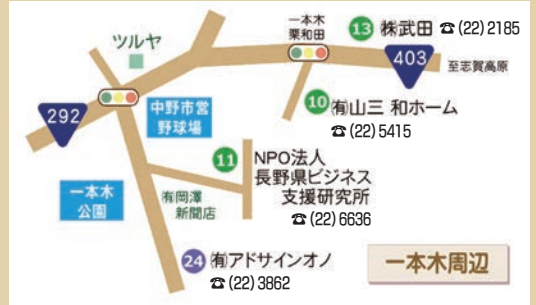 一本木
栗和田
13 ㈱武田 ☎(22)2185
ツルヤ
403
至志賀高原
292
中野市営
野球場
10 ㈲山三 和ホーム
☎(22)5415
11 NPO法人
長野県ビジネス
支援研究所
☎(22)6636
一本木
公園
㈲岡澤
新聞店
24 ㈲アドサインオノ
☎(22)3862
一本木周辺